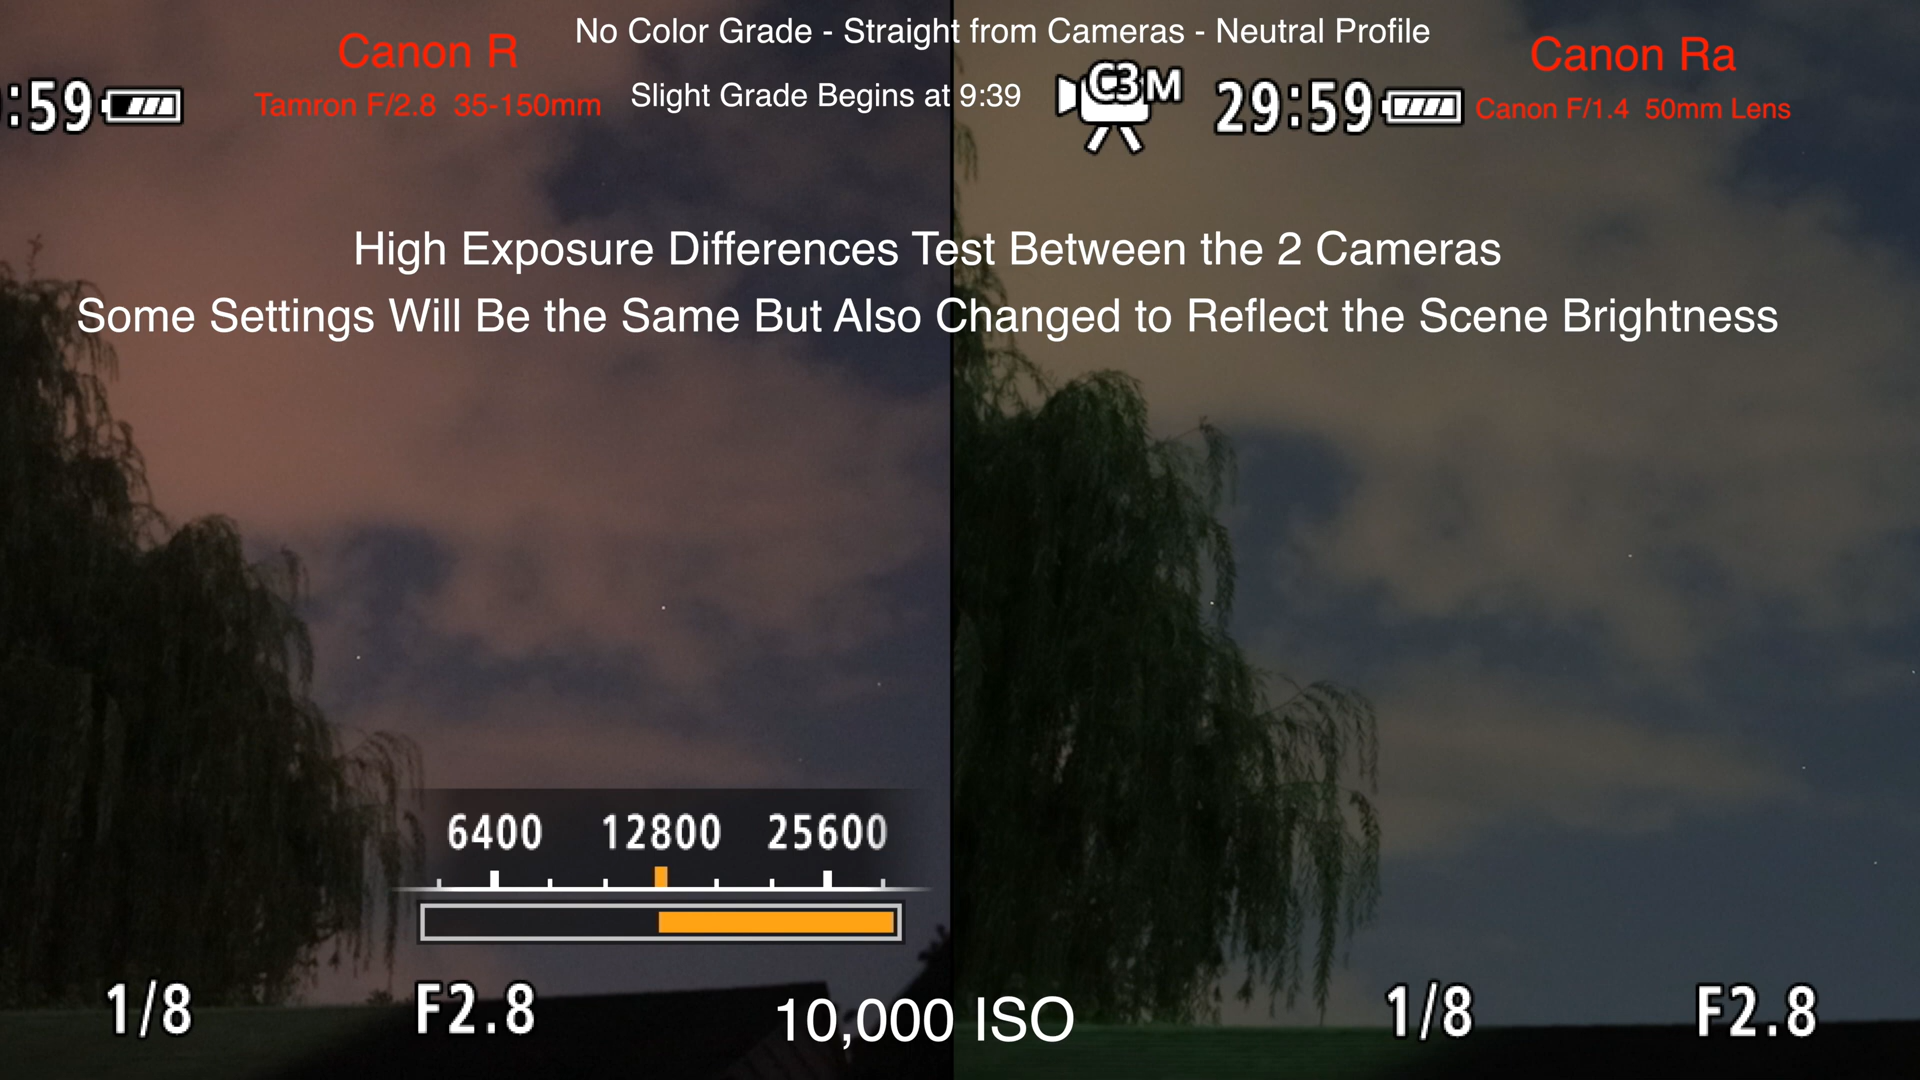 No Color Grade - Straight from Cameras - Neutral Profile
Canon R
Canon Ra
:59
Tamron F/2.8 35-150mm
Slight Grade Begins at 9:39
C3M
29:59
Canon F/1.4 50mm Lens
High Exposure Differences Test Between the 2 Cameras
Some Settings Will Be the Same But Also Changed to Reflect the Scene Brightness
6400 12800 25600
1/8
F2.8
10,000 ISO
1/8
F2.8